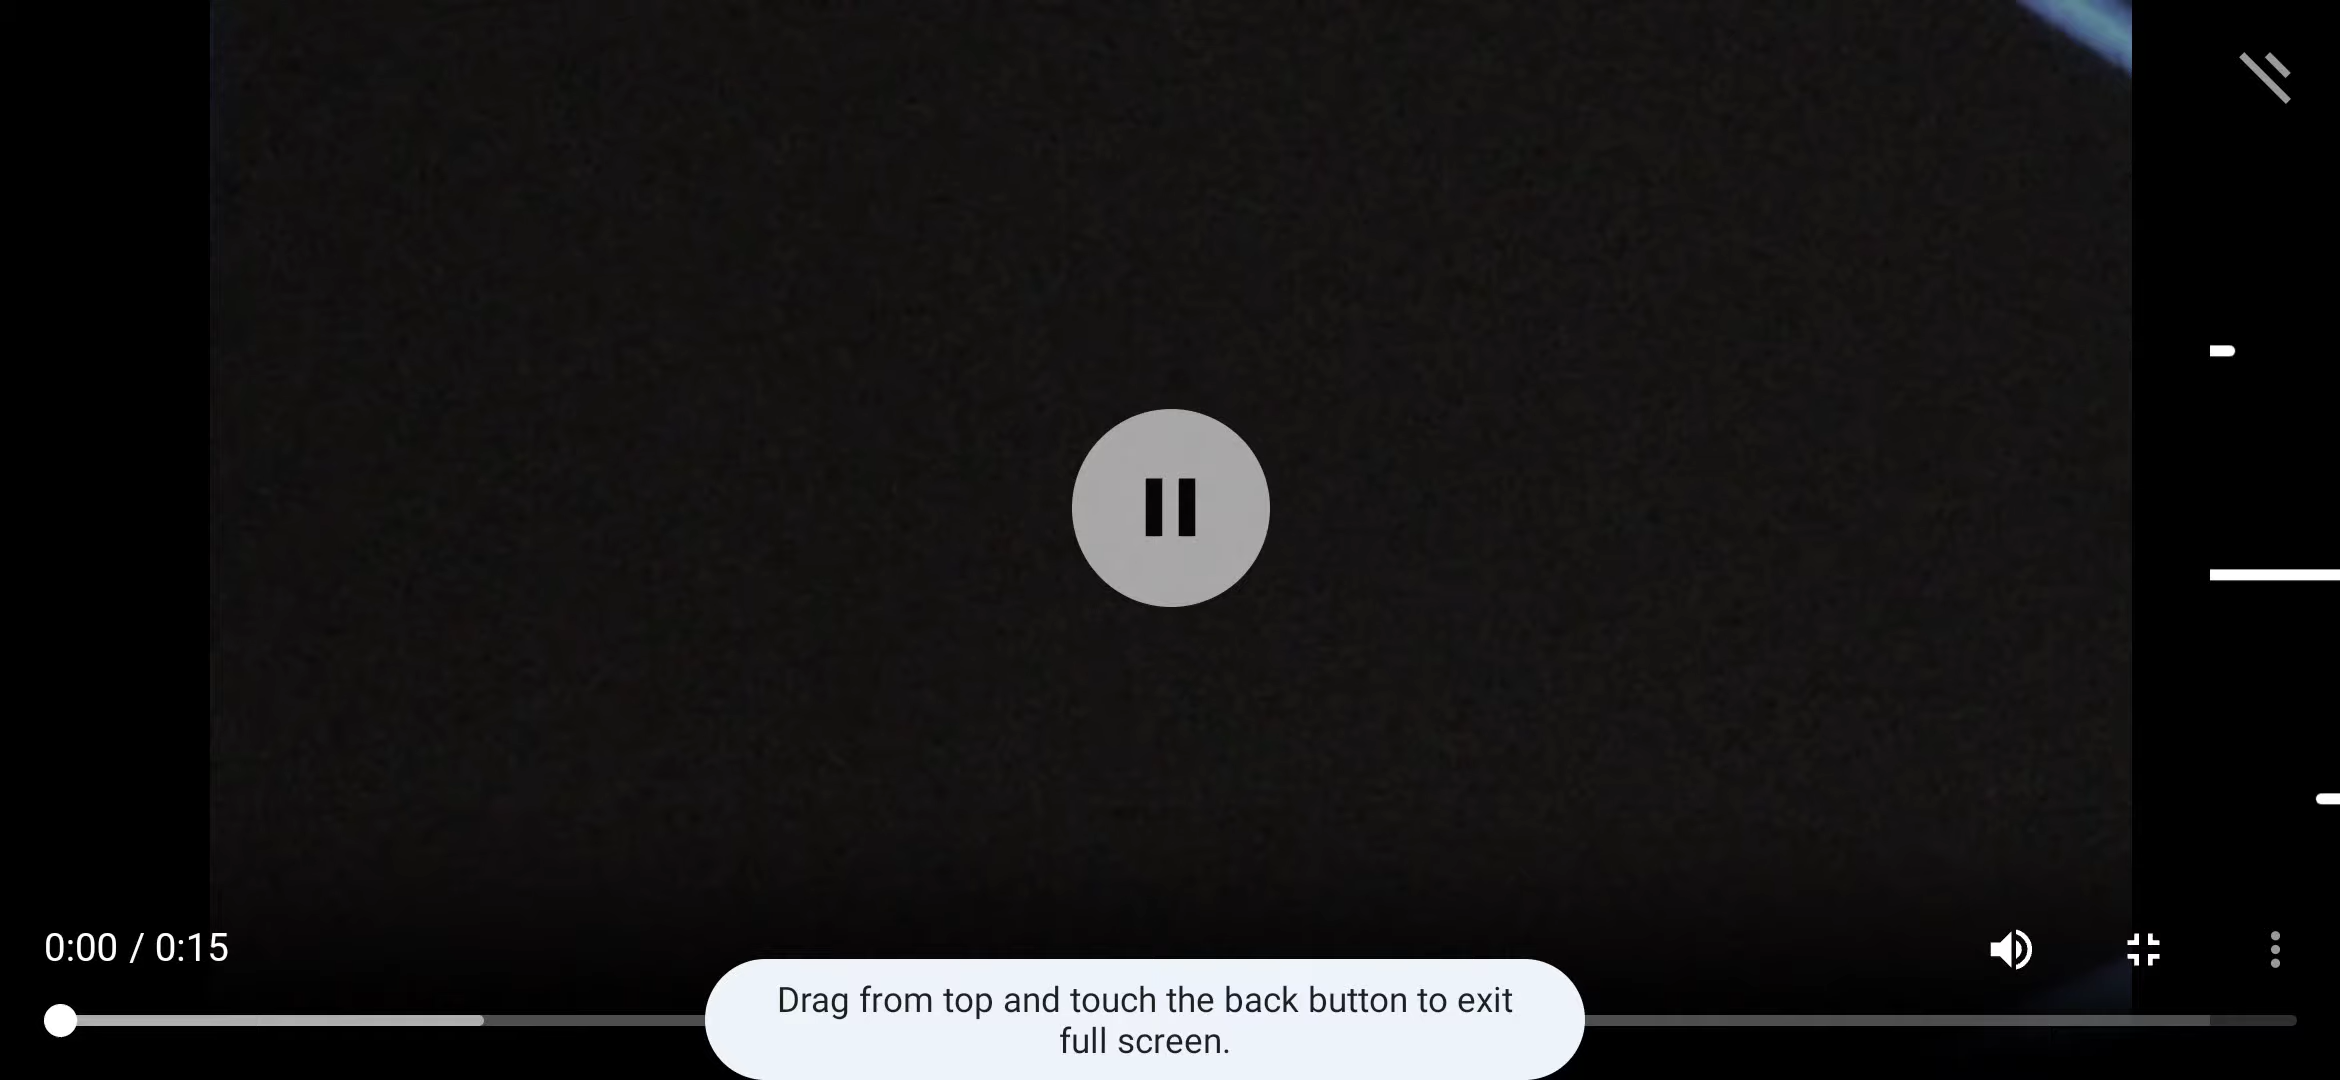 0:00 / 0:15
Drag from top and touch the back button to exit
full screen.